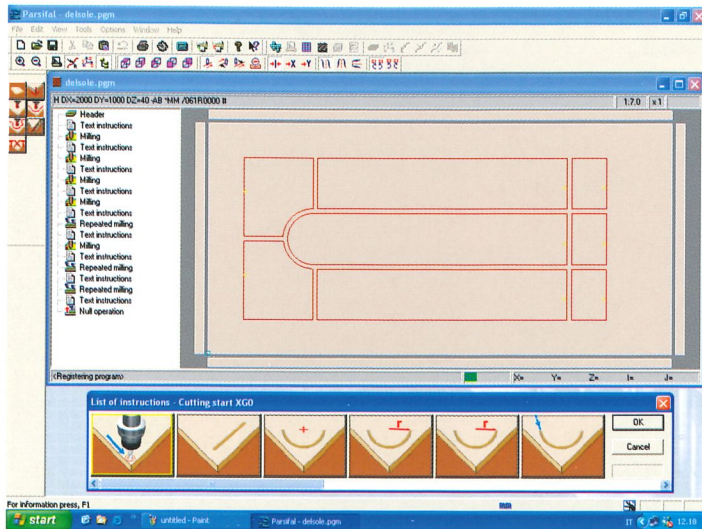 Parsifal - delsole.pgm
File Edit View Tools Options Window Help
delsole.pgm
H DX=2000 DY=1000 DZ=40 -AB *MM /061R0000 # 1:7.0 x 1
Header
Text instructions
Milling
Text instructions
Milling
Text instructions
Milling
Text instructions
Milling
Text instructions
Repeated milling
Text instructions
Milling
Text instructions
Repeated milling
Text instructions
Repeated milling
Text instructions
Null operation
TXT
<Registering program> X= Y= Z= I= J=
List of instructions - Cutting start XG0
r
r
OK
Cancel
For information press, F1 mm
start untitled - Paint Parsifal - delsole.pgm IT 12.18